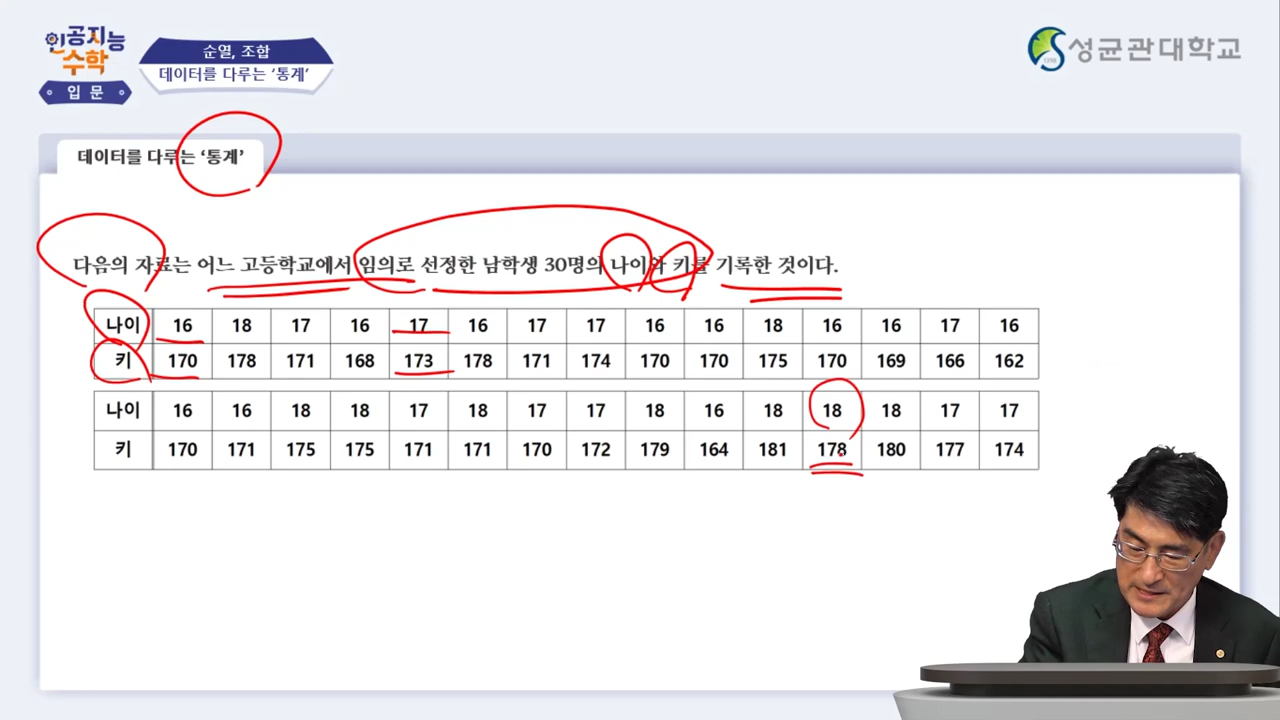 인공지능
수학
입 문
순열, 조합
데이터를 다루는 '통계'
성균관대학교
데이터를 다루는 '통계'
다음의 자료는 어느 고등학교에서 임의로 선정한 남학생 30명의 나이와 키를 기록한 것이다.
나이 16 18 17 16 17 16 17 17 16 16 18 16 16 17 16
키 170 178 171 168 173 178 171 174 170 170 175 170 169 166 162
나이 16 16 18 18 17 18 17 17 18 16 18 18 18 17 17
키 170 171 175 175 171 171 170 172 179 164 181 178 180 177 174